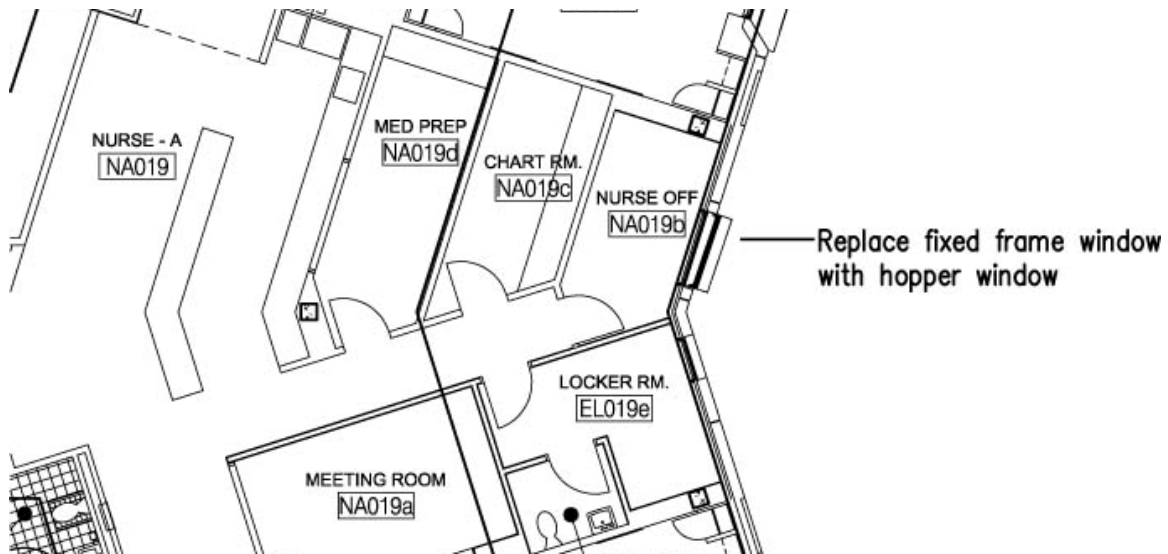 NURSE - A
NA019
MED PREP
NA019d
CHART RM.
NA019c
NURSE OFF
NA019b
Replace fixed frame window
with hopper window
LOCKER RM.
EL019e
MEETING ROOM
NA019a